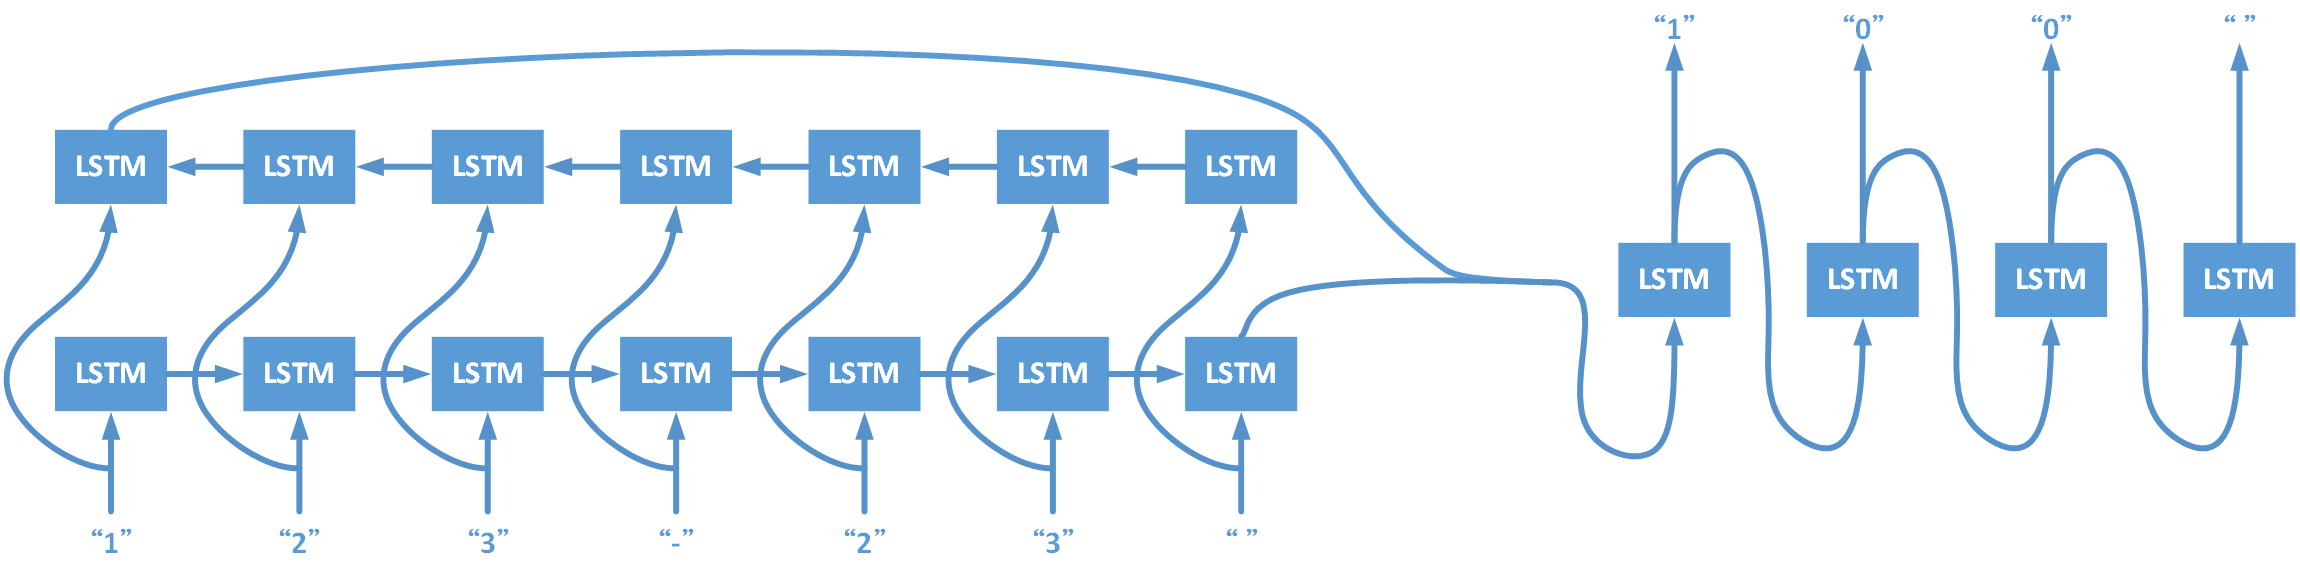 “1” “0” “0” “ ”
LSTM LSTM LSTM LSTM LSTM LSTM LSTM
LSTM LSTM LSTM LSTM
LSTM LSTM LSTM LSTM LSTM LSTM LSTM
“1” “2” “3” “-” “2” “3” “ ”